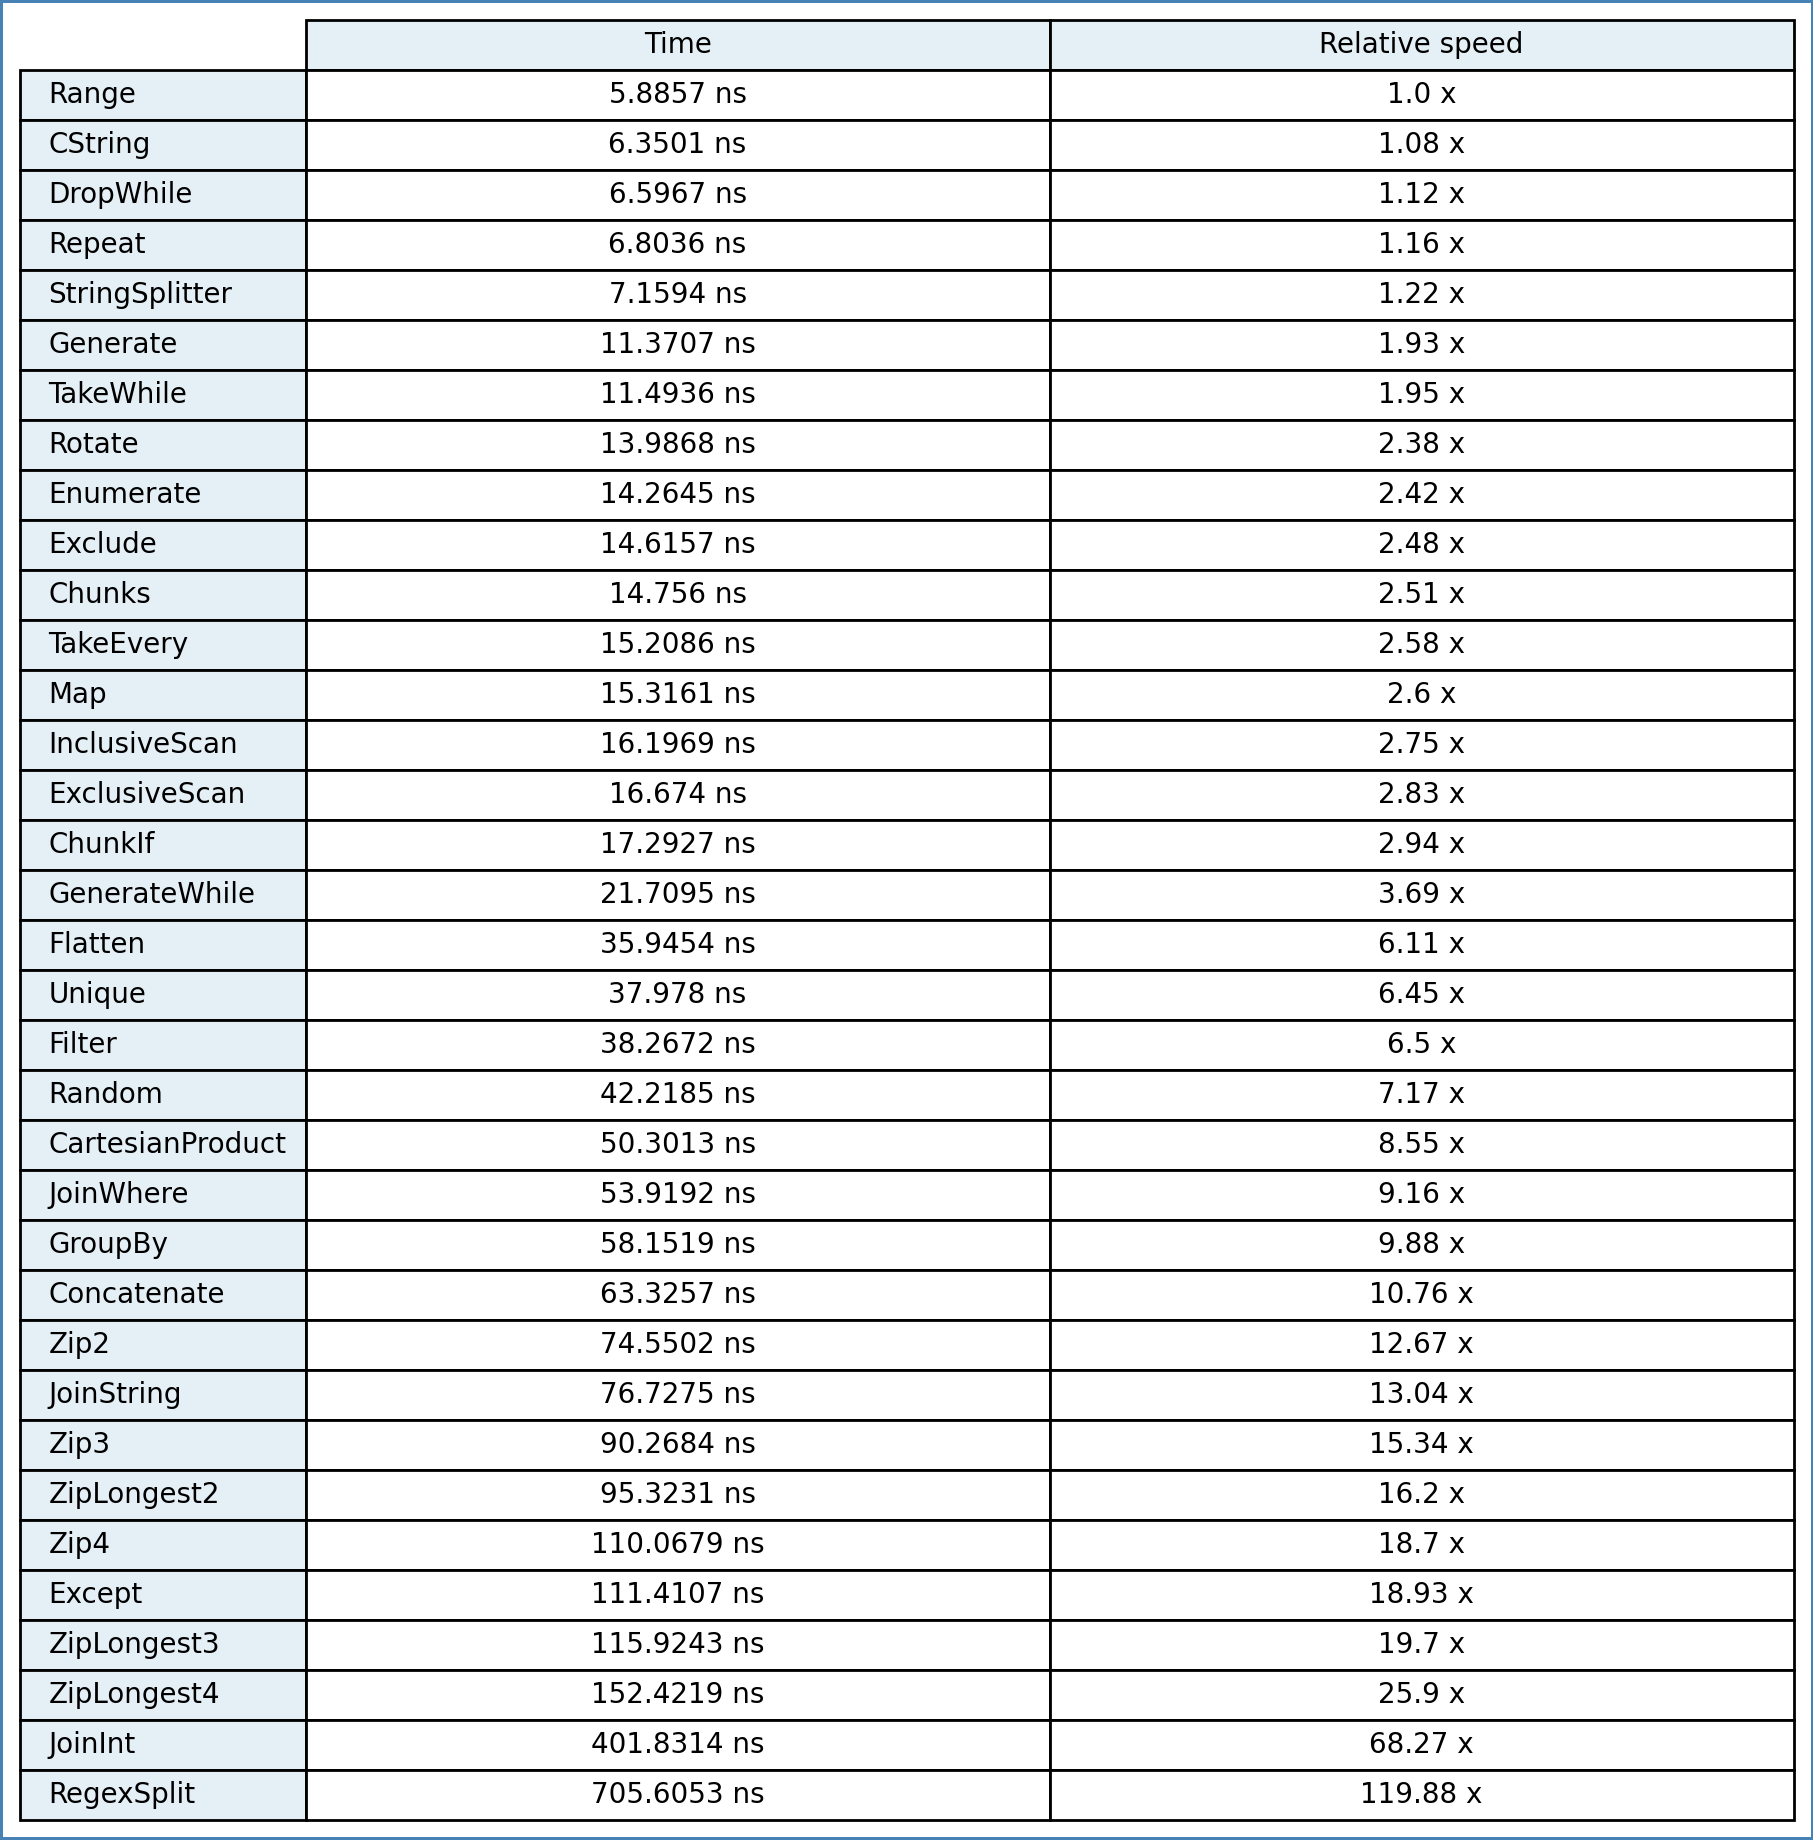 Time Relative speed
Range 5.8857 ns 1.0 x
CString 6.3501 ns 1.08 x
DropWhile 6.5967 ns 1.12 x
Repeat 6.8036 ns 1.16 x
StringSplitter 7.1594 ns 1.22 x
Generate 11.3707 ns 1.93 x
TakeWhile 11.4936 ns 1.95 x
Rotate 13.9868 ns 2.38 x
Enumerate 14.2645 ns 2.42 x
Exclude 14.6157 ns 2.48 x
Chunks 14.756 ns 2.51 x
TakeEvery 15.2086 ns 2.58 x
Map 15.3161 ns 2.6 x
InclusiveScan 16.1969 ns 2.75 x
ExclusiveScan 16.674 ns 2.83 x
ChunkIf 17.2927 ns 2.94 x
GenerateWhile 21.7095 ns 3.69 x
Flatten 35.9454 ns 6.11 x
Unique 37.978 ns 6.45 x
Filter 38.2672 ns 6.5 x
Random 42.2185 ns 7.17 x
CartesianProduct 50.3013 ns 8.55 x
JoinWhere 53.9192 ns 9.16 x
GroupBy 58.1519 ns 9.88 x
Concatenate 63.3257 ns 10.76 x
Zip2 74.5502 ns 12.67 x
JoinString 76.7275 ns 13.04 x
Zip3 90.2684 ns 15.34 x
ZipLongest2 95.3231 ns 16.2 x
Zip4 110.0679 ns 18.7 x
Except 111.4107 ns 18.93 x
ZipLongest3 115.9243 ns 19.7 x
ZipLongest4 152.4219 ns 25.9 x
JoinInt 401.8314 ns 68.27 x
RegexSplit 705.6053 ns 119.88 x